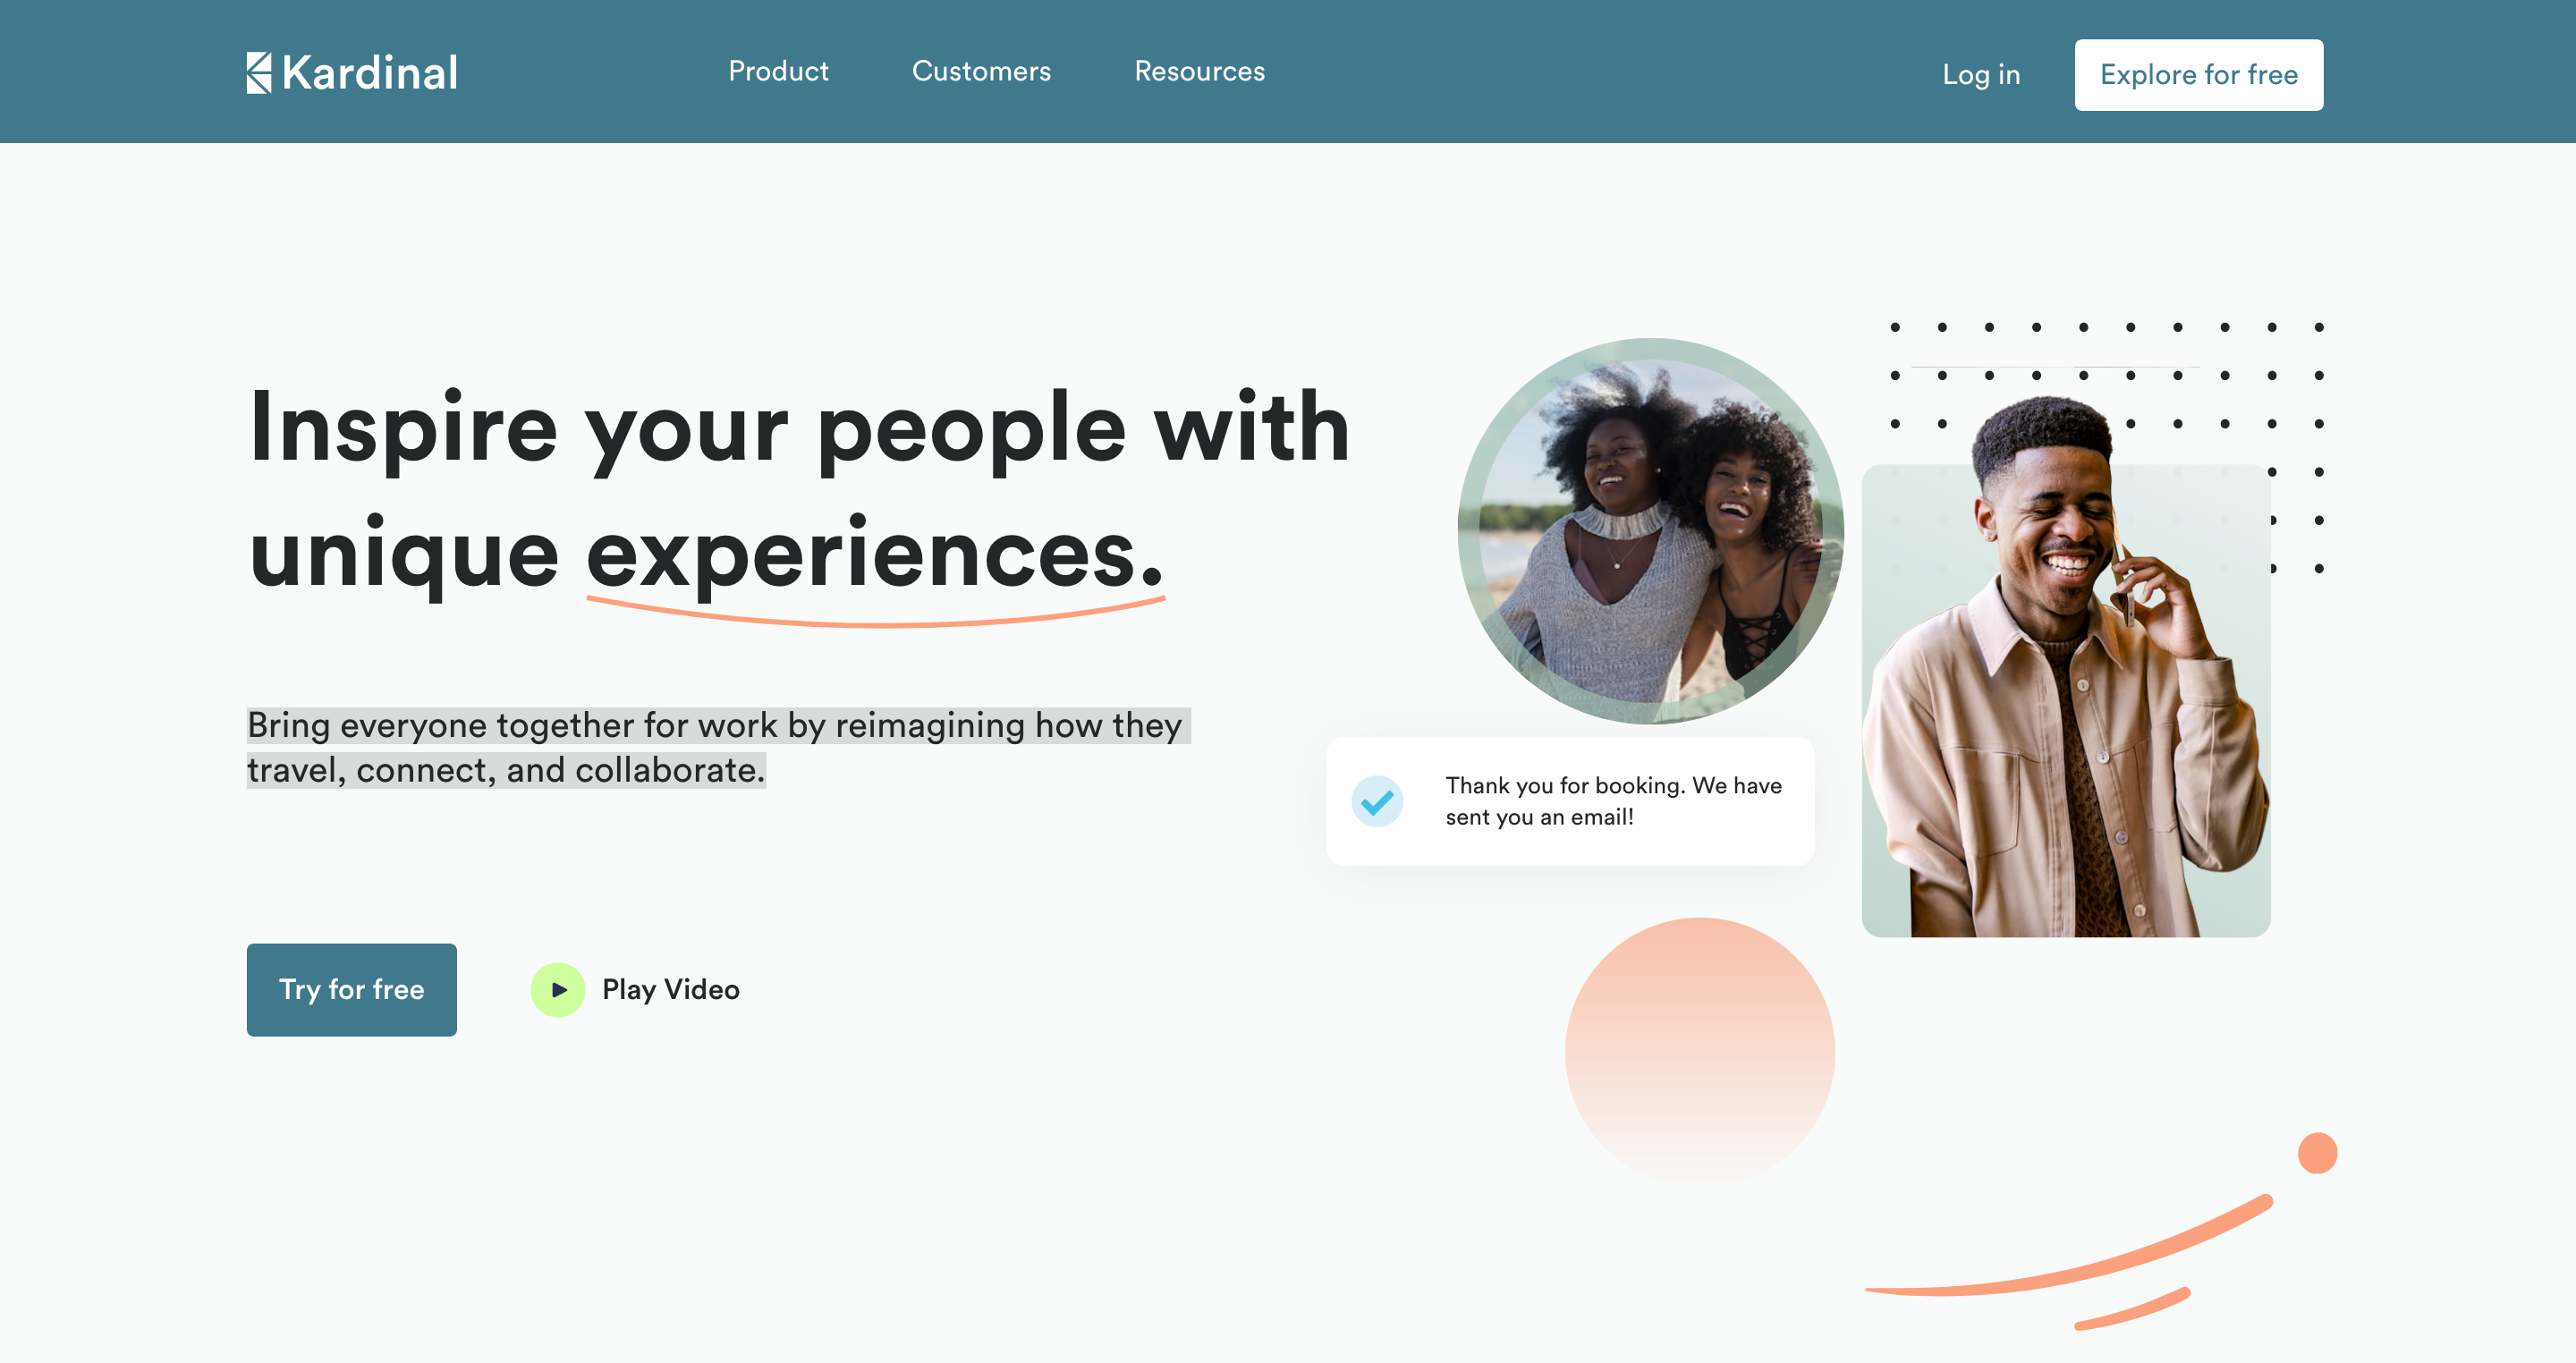 Kardinal
Product
Customers
Resources
Log in
Explore for free
Inspire your people with
unique experiences.
Bring everyone together for work by reimagining how they
travel, connect, and collaborate.
Thank you for booking. We have
sent you an email!
Try for free
Play Video